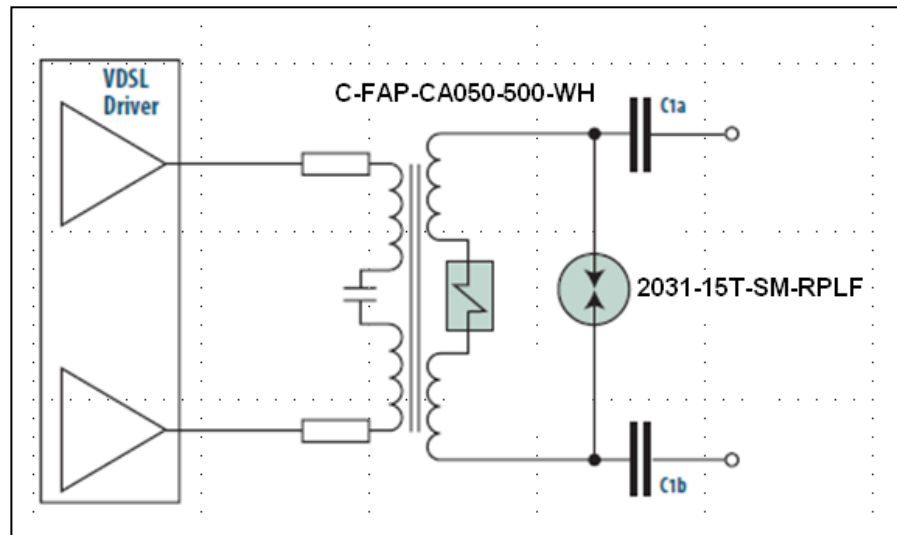 VDSL
Driver
C-FAP-CA050-500-WH
C1a
2031-15T-SM-RPLF
C1b